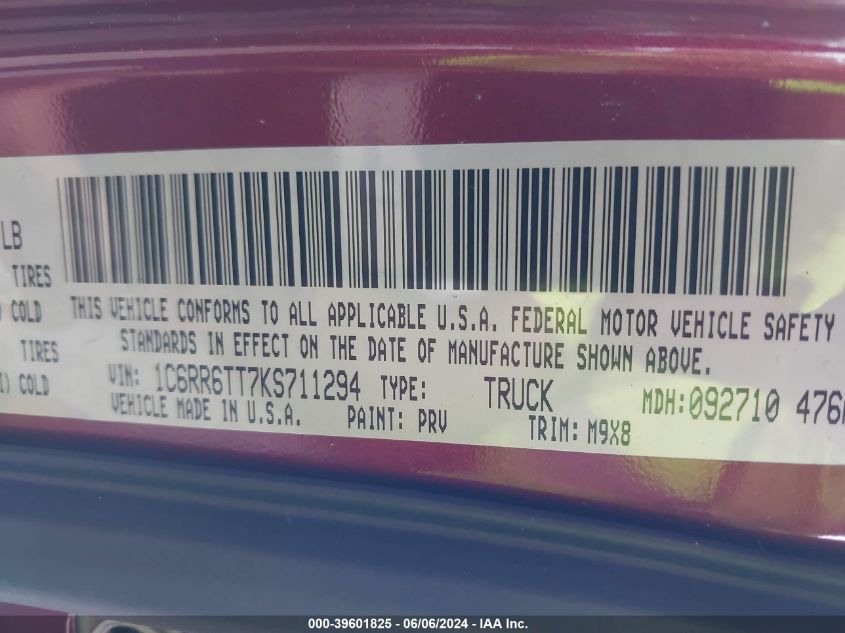 LB
TIRES
COLD
TIRES
COLD
THIS VEHICLE CONFORMS TO ALL APPLICABLE U.S.A. FEDERAL MOTOR VEHICLE SAFETY
STANDARDS IN EFFECT ON THE DATE OF MANUFACTURE SHOWN ABOVE.
VIN: 1C6RR6TT7KS711294 TYPE: TRUCK MDH:092710 476
VEHICLE MADE IN U.S.A. PAINT: PRV TRIM: M9X8
000-39601825 - 06/06/2024 - IAA Inc.